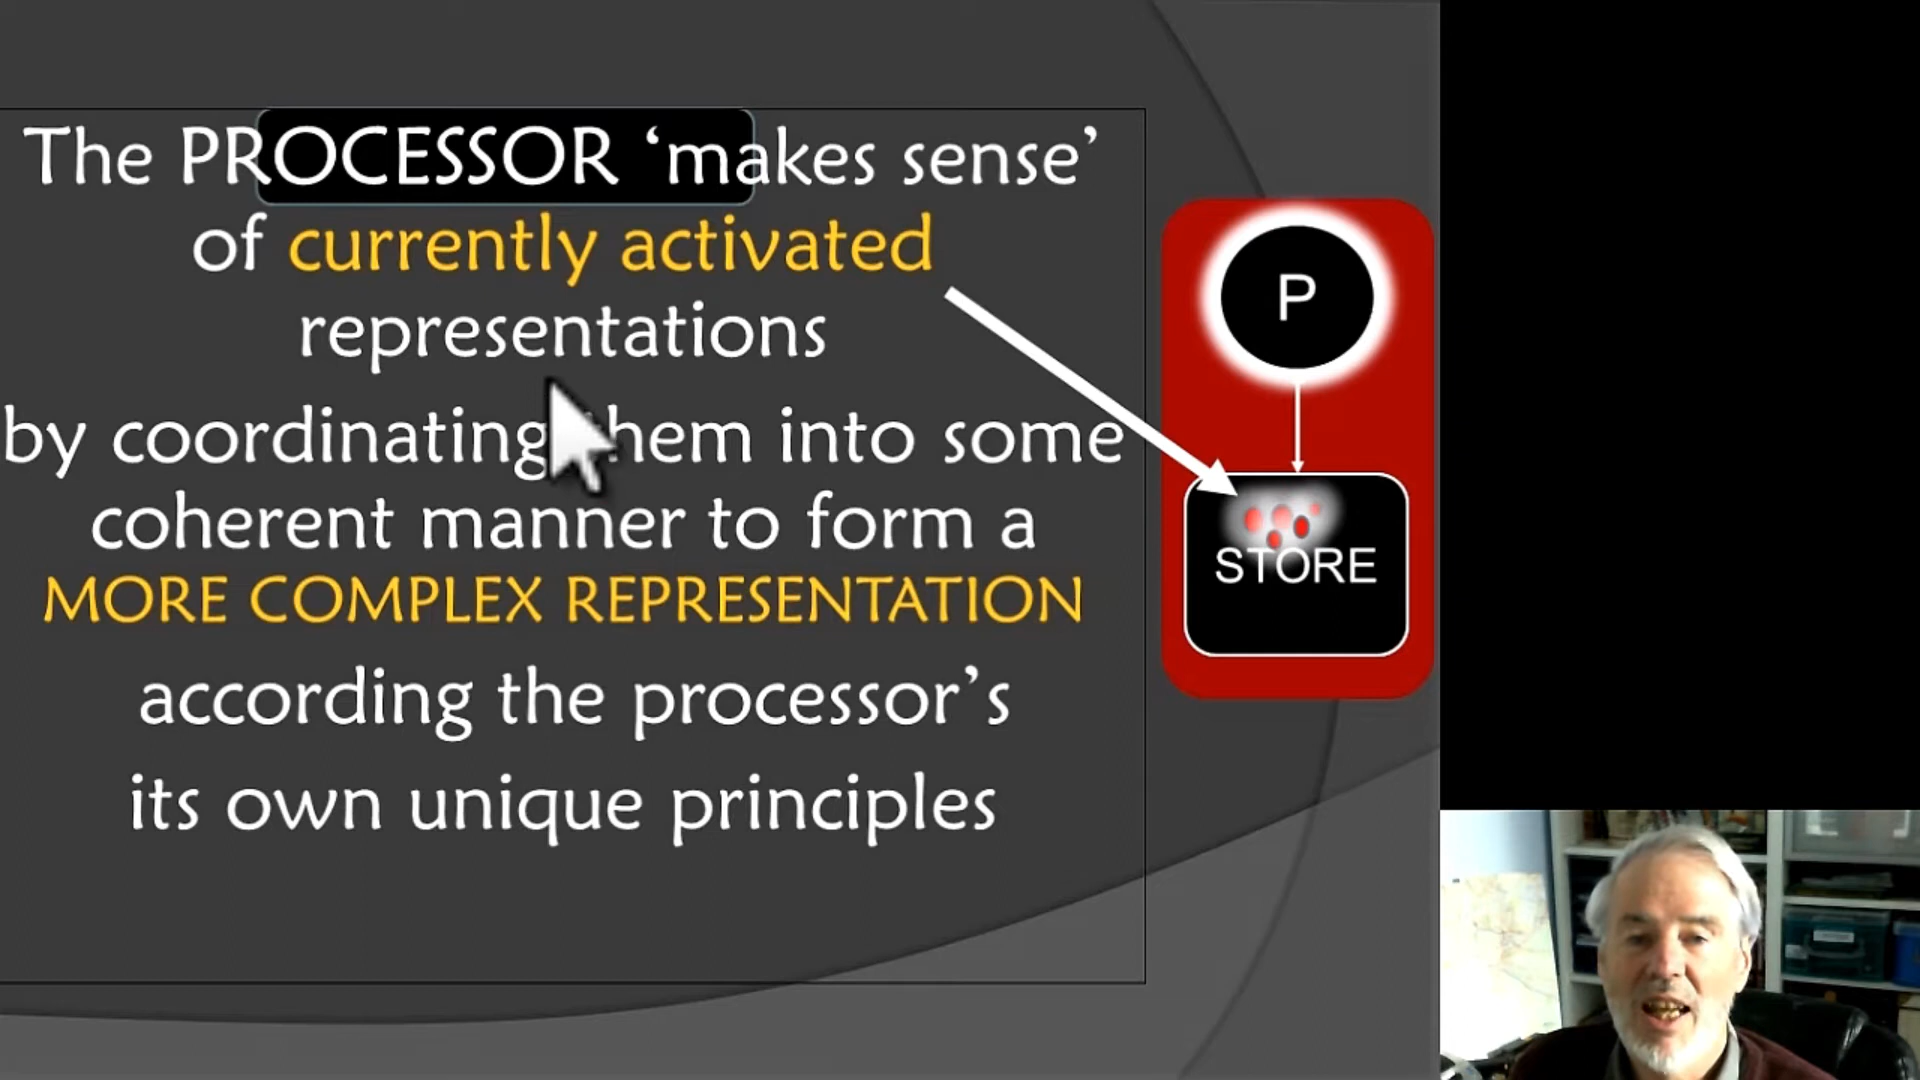 The PROCESSOR ‘makes sense’
of currently activated
representations
by coordinating them into some
coherent manner to form a
MORE COMPLEX REPRESENTATION
according the processor’s
its own unique principles
P
STORE